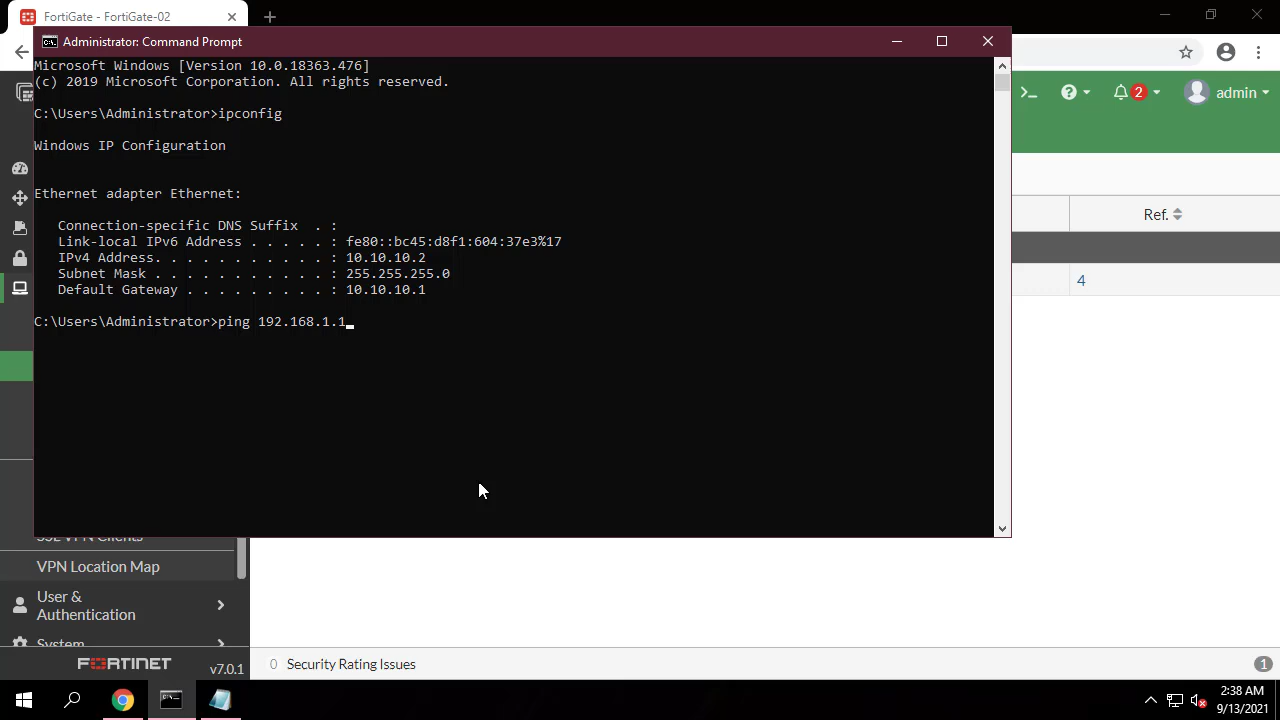 FortiGate - FortiGate-02
Administrator: Command Prompt
Microsoft Windows [Version 10.0.18363.476]
(c) 2019 Microsoft Corporation. All rights reserved.
C:\Users\Administrator>ipconfig
Windows IP Configuration
Ethernet adapter Ethernet:
Connection-specific DNS Suffix . :
Link-local IPv6 Address . . . . . : fe80::bc45:d8f1:604:37e3%17
IPv4 Address. . . . . . . . . . . : 10.10.10.2
Subnet Mask . . . . . . . . . . . : 255.255.255.0
Default Gateway . . . . . . . . . : 10.10.10.1
C:\Users\Administrator>ping 192.168.1.1
2
admin
Ref.
4
SSL VPN Clients
VPN Location Map
User &
Authentication
System
FORTINET
v7.0.1
0 Security Rating Issues
1
2:38 AM
9/13/2021